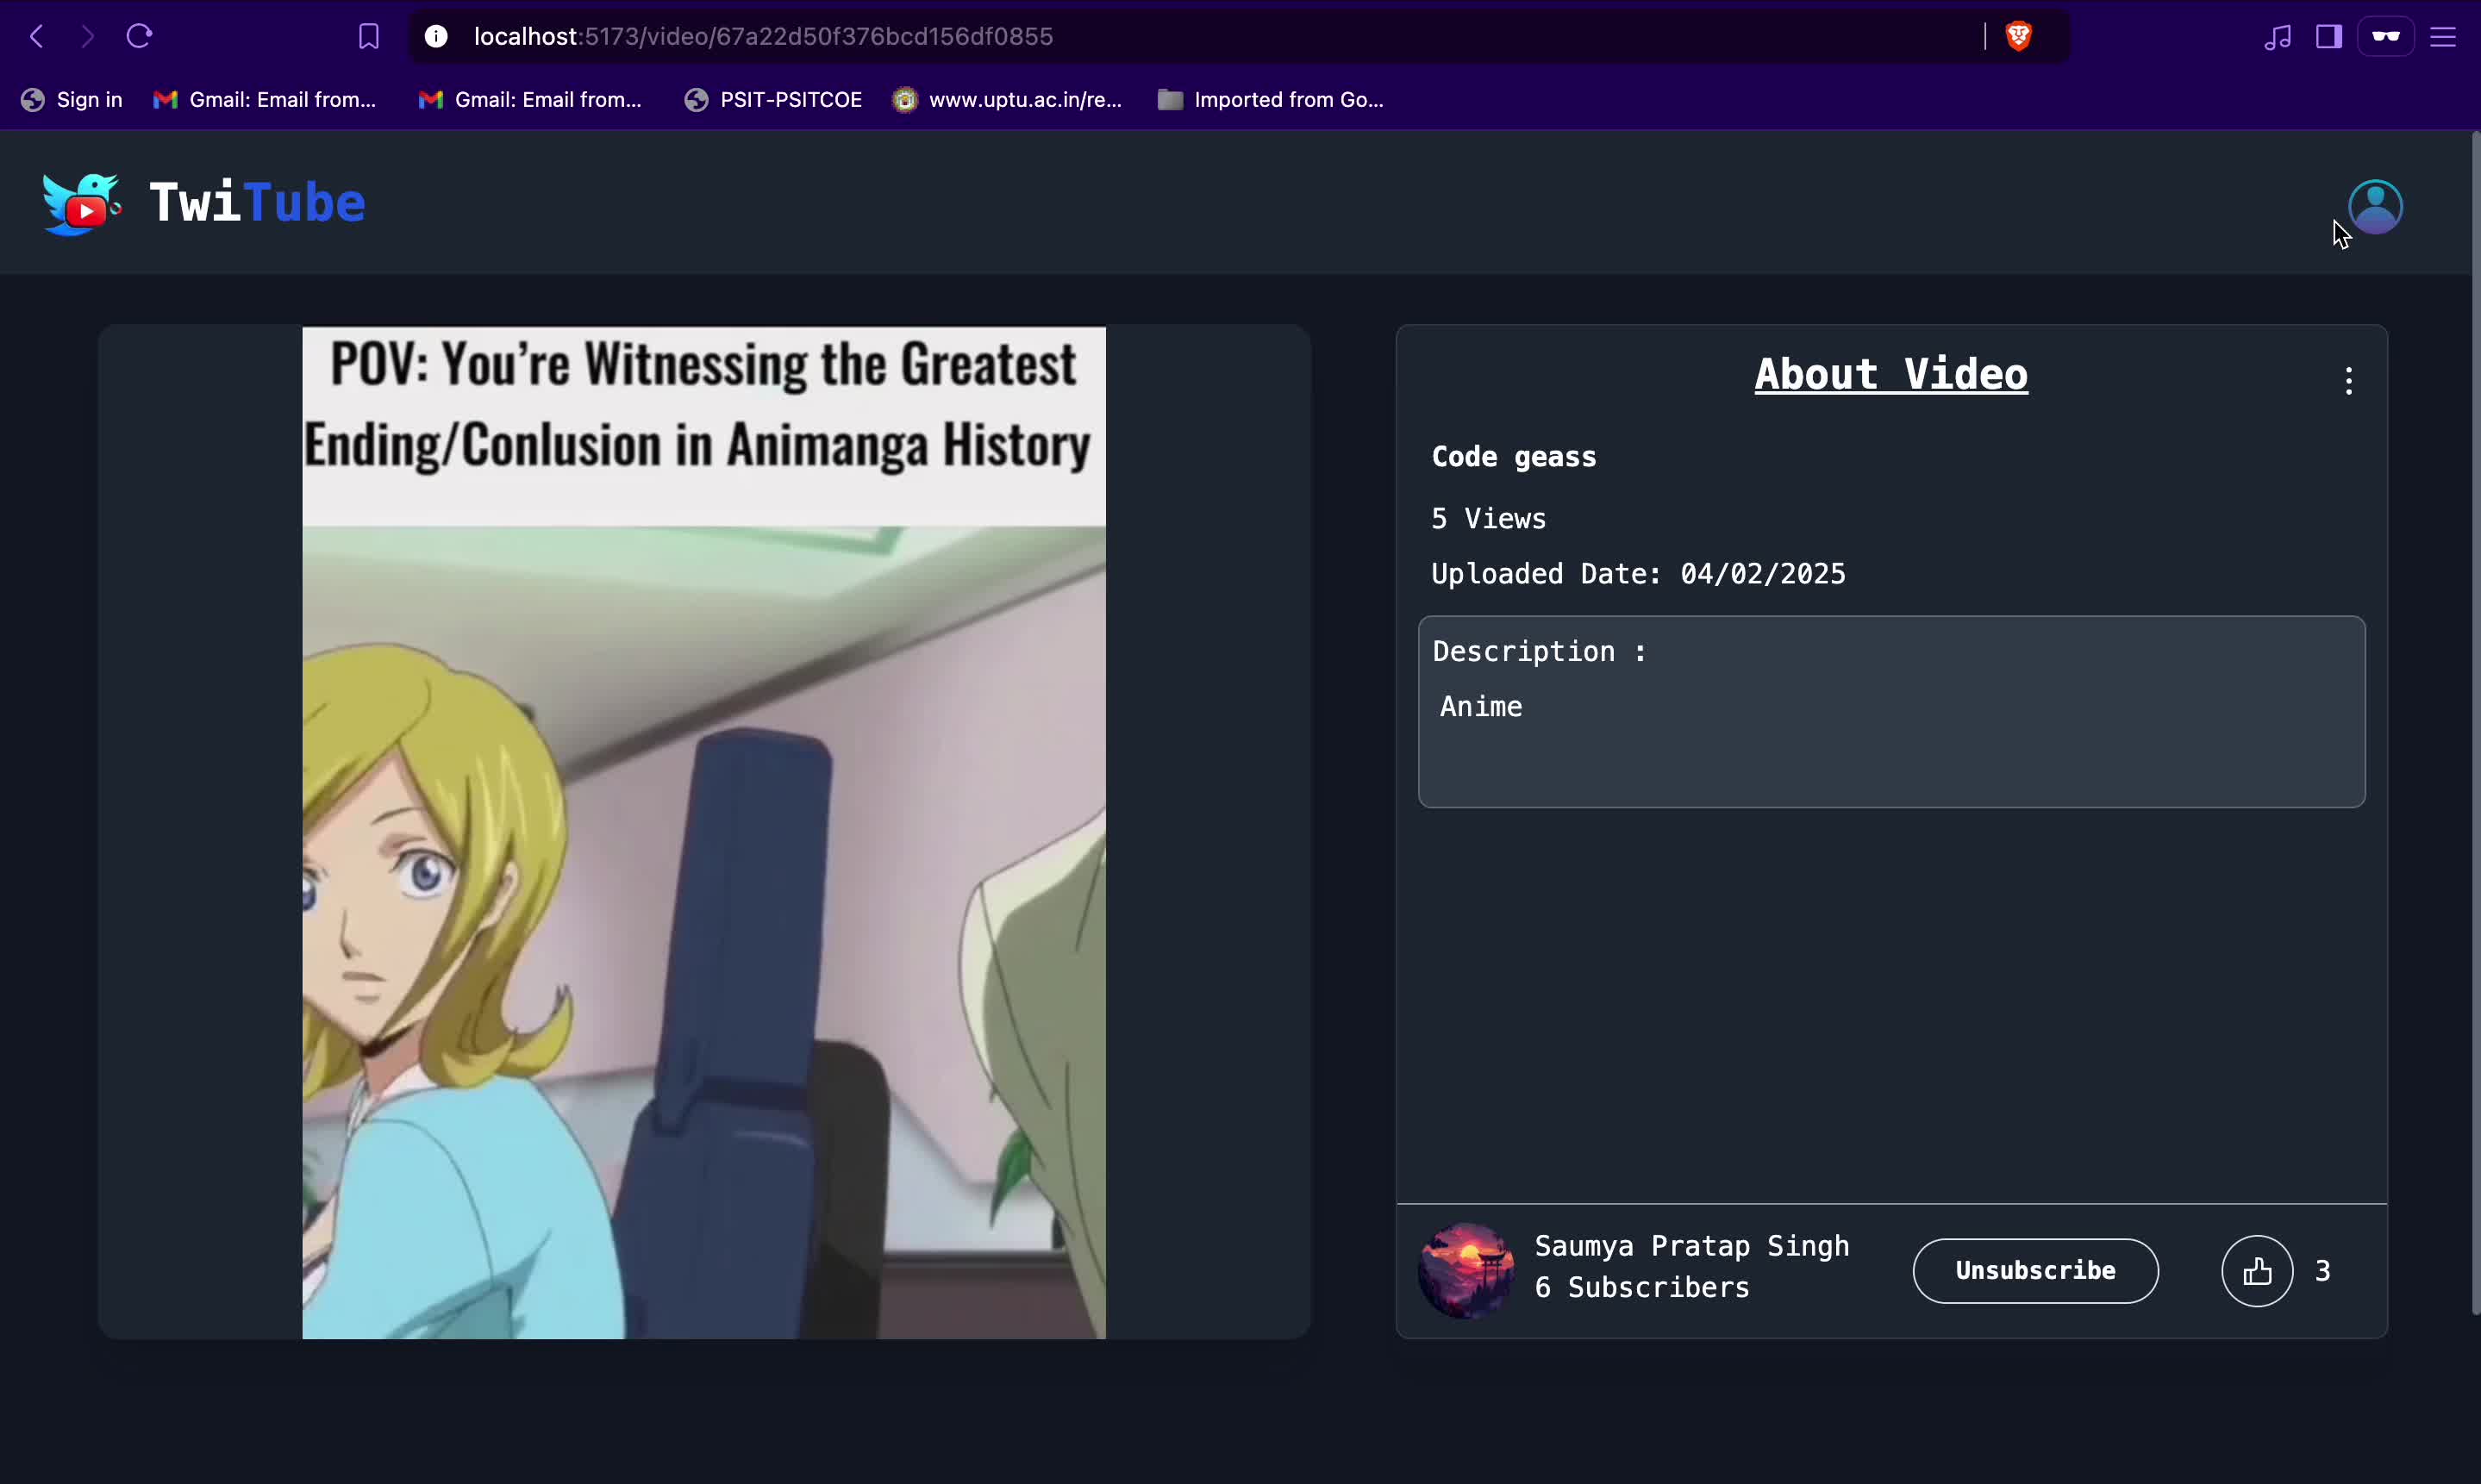 localhost:5173/video/67a22d50f376bcd156df0855
Sign in
Gmail: Email from...
Gmail: Email from...
PSIT-PSITCOE
www.uptu.ac.in/re...
Imported from Go...
TwiTube
POV: You’re Witnessing the Greatest
Ending/Conlusion in Animanga History
About Video
Code geass
5 Views
Uploaded Date: 04/02/2025
Description :
Anime
Saumya Pratap Singh
6 Subscribers
Unsubscribe
3